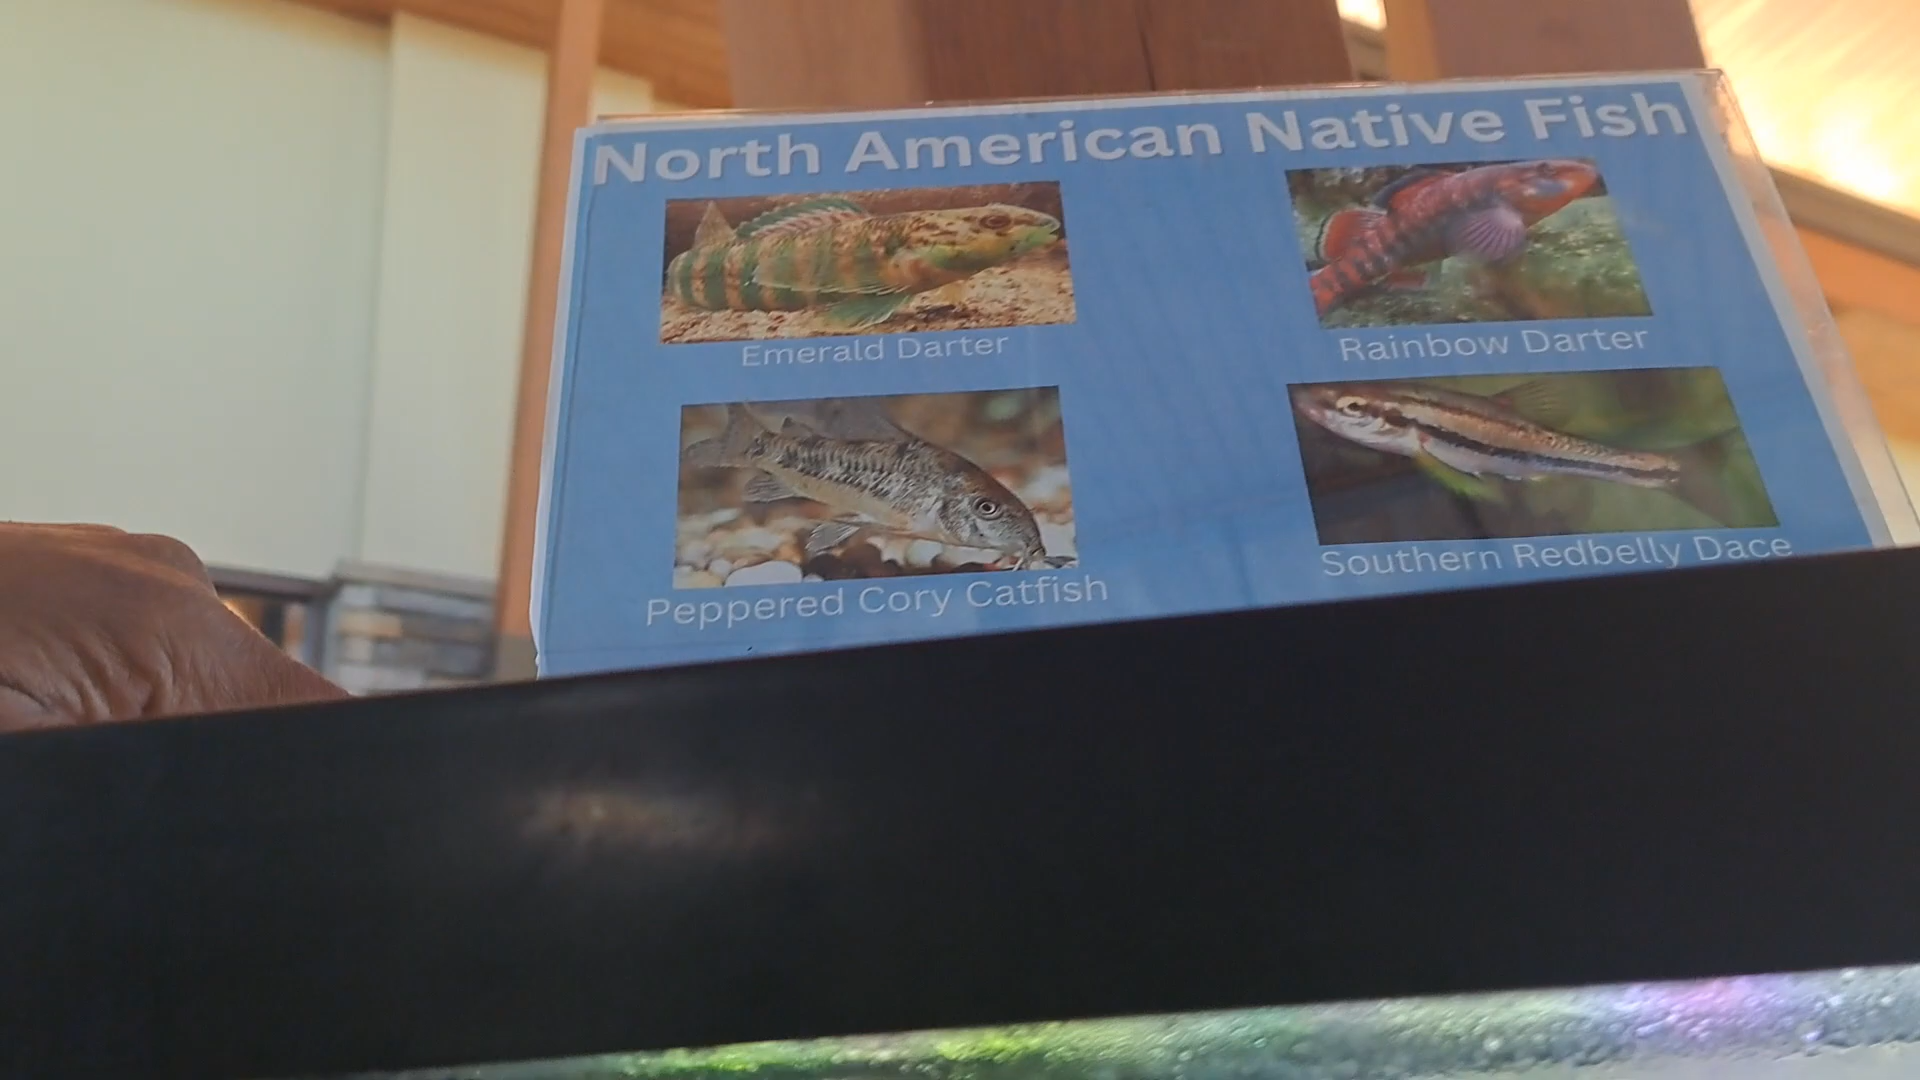 North American Native Fish
Emerald Darter
Rainbow Darter
Peppered Cory Catfish
Southern Redbelly Dace